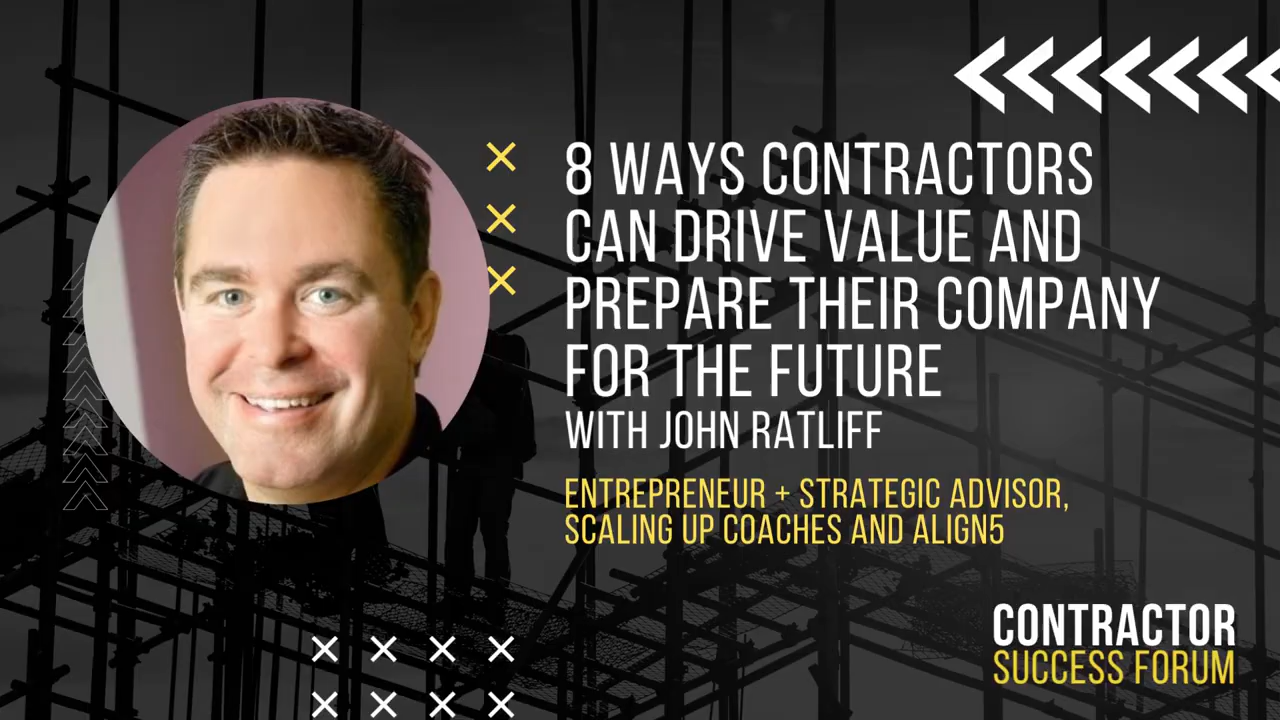 8 WAYS CONTRACTORS
CAN DRIVE VALUE AND
PREPARE THEIR COMPANY
FOR THE FUTURE
WITH JOHN RATLIFF
ENTREPRENEUR + STRATEGIC ADVISOR,
SCALING UP COACHES AND ALIGN5
CONTRACTOR
SUCCESS FORUM